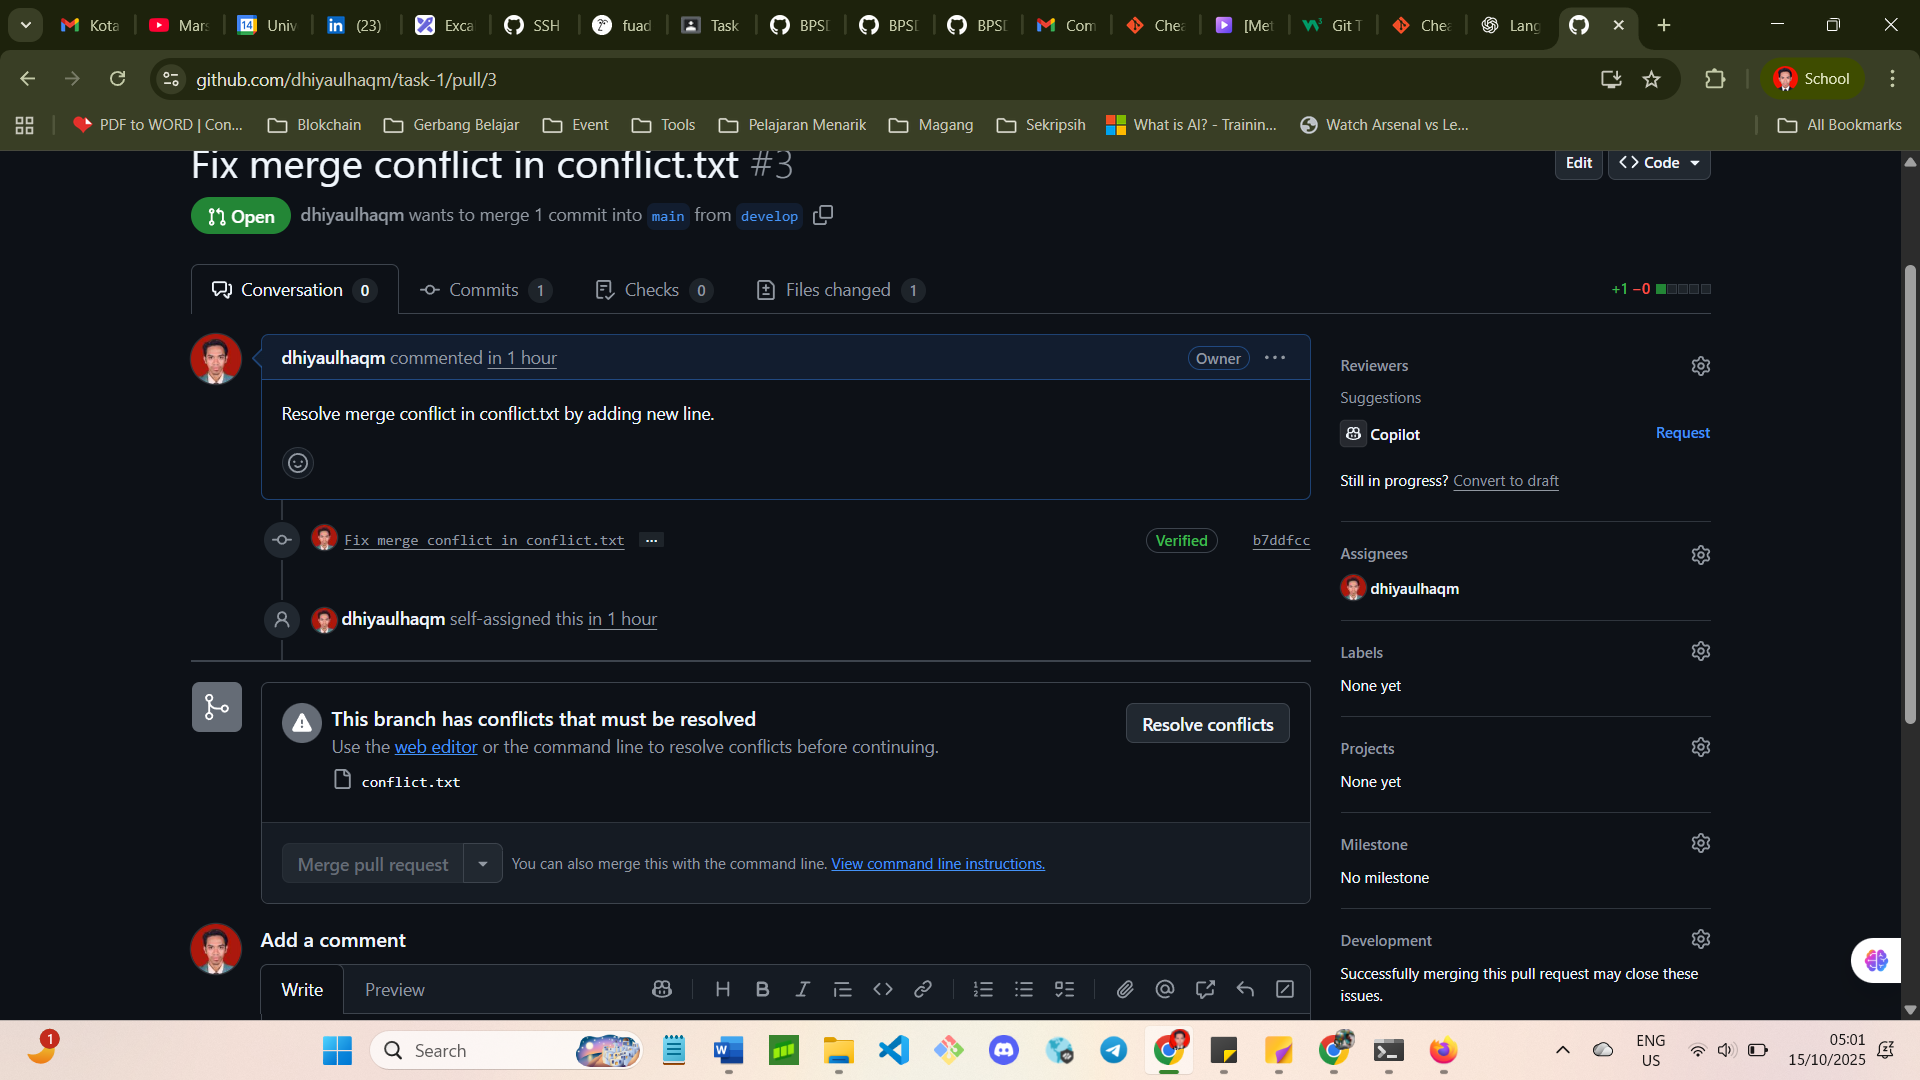 Kota
Mars
14
Univ
(23)
Exca
SSH
fuad
Task
BPSD
BPSD
BPSD
Com
Chea
[Met
Git T
Chea
Lang
github.com/dhiyaulhaqm/task-1/pull/3
School
PDF to WORD | Con...
Blokchain
Gerbang Belajar
Event
Tools
Pelajaran Menarik
Magang
Sekripsih
What is AI? - Trainin...
Watch Arsenal vs Le...
All Bookmarks
Fix merge conflict in conflict.txt #3
Edit
Code
Open
dhiyaulhaqm wants to merge 1 commit into main from develop
Conversation 0
Commits 1
Checks 0
Files changed 1
+1 −0
dhiyaulhaqm commented in 1 hour
Owner
Resolve merge conflict in conflict.txt by adding new line.
Fix merge conflict in conflict.txt ...
Verified
b7ddfcc
dhiyaulhaqm self-assigned this in 1 hour
This branch has conflicts that must be resolved
Use the web editor or the command line to resolve conflicts before continuing.
conflict.txt
Resolve conflicts
Merge pull request
You can also merge this with the command line. View command line instructions.
Add a comment
Write
Preview
Reviewers
Suggestions
Copilot
Request
Still in progress? Convert to draft
Assignees
dhiyaulhaqm
Labels
None yet
Projects
None yet
Milestone
No milestone
Development
Successfully merging this pull request may close these
issues.
1
Search
ENG
US
05:01
15/10/2025